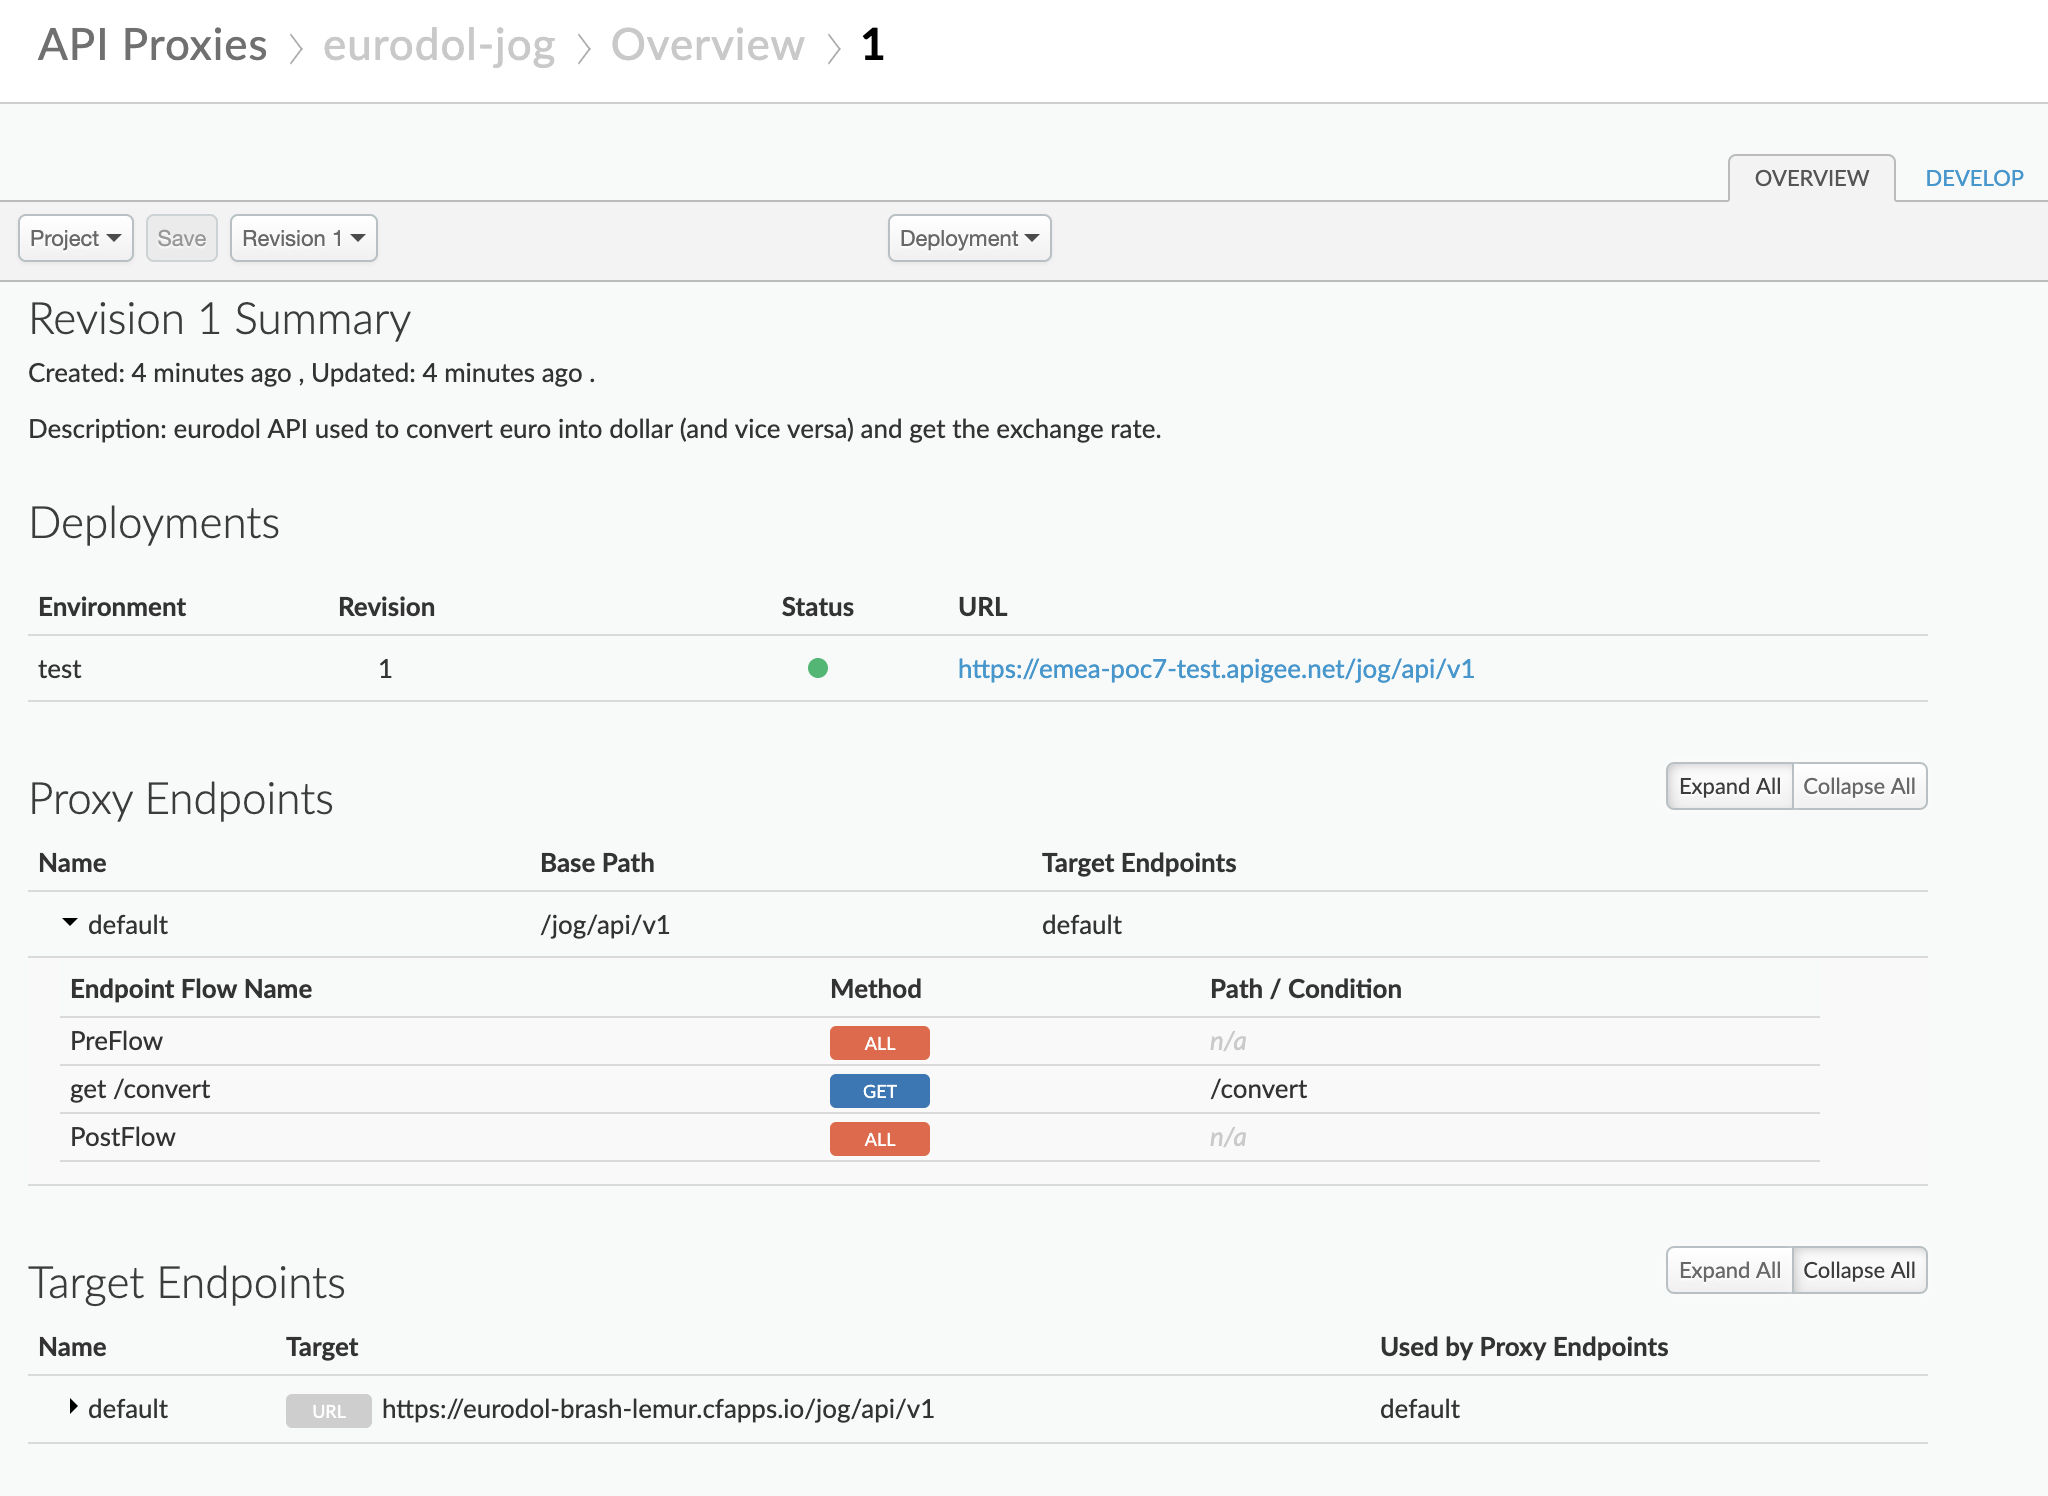 API Proxies > eurodol-jog > Overview > 1
OVERVIEW DEVELOP
Project Save Revision 1 Deployment
Revision 1 Summary
Created: 4 minutes ago , Updated: 4 minutes ago .
Description: eurodol API used to convert euro into dollar (and vice versa) and get the exchange rate.
Deployments
Environment Revision Status URL
test 1 https://emea-poc7-test.apigee.net/jog/api/v1
Proxy Endpoints Expand All Collapse All
Name Base Path Target Endpoints
default /jog/api/v1 default
Endpoint Flow Name Method Path / Condition
PreFlow ALL n/a
get /convert GET /convert
PostFlow ALL n/a
Target Endpoints Expand All Collapse All
Name Target Used by Proxy Endpoints
default URL https://eurodol-brash-lemur.cfapps.io/jog/api/v1 default